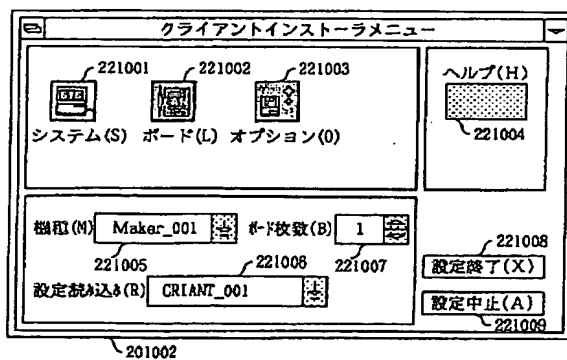 クライアントインストーラメニュー
221001 221002 221003
システム(S) ボード(L) オプション(O)
ヘルプ(H)
221004
機種(M) Maker_001 ボード枚数(B) 1
221005 221006 221007
設定読み込み(R) CRIANT_001
221008
設定終了(X)
設定中止(A)
221009
201002